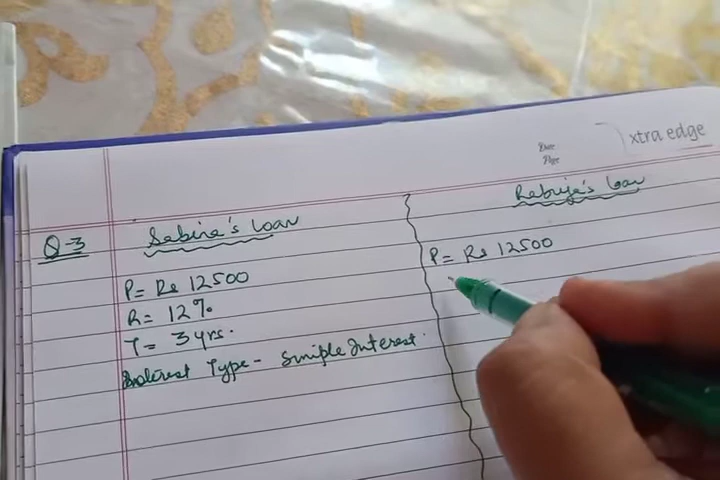 xtra edge
Date
Page
Q-3
Sabina's Loan
P= Rs 12500
R= 12%
T= 3 yrs.
Interest Type - Simple Interest.
Rabiya's Loan
P= Rs 12500